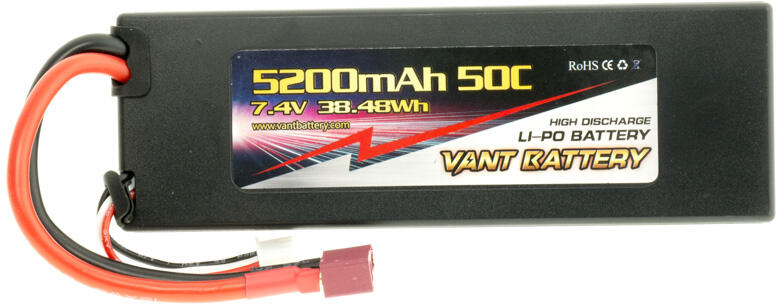 5200mAh 50C
7.4V 38.48Wh
www.vantbattery.com
RoHS CE
HIGH DISCHARGE
LI-PO BATTERY
VANT BATTERY